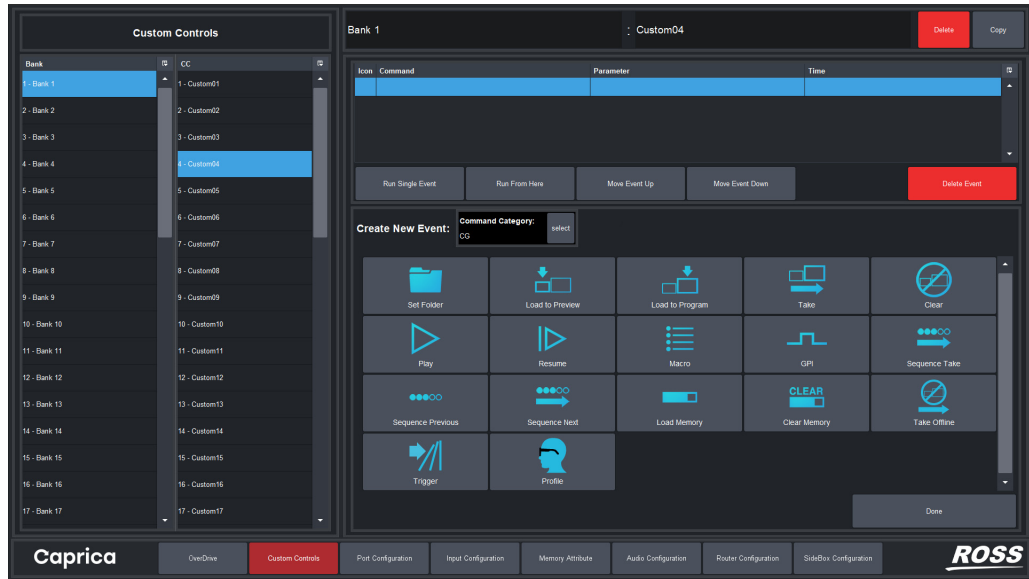 Custom Controls
Bank 1 : Custom04 Delete Copy
Bank CC
1 - Bank 1 1 - Custom01
2 - Bank 2 2 - Custom02
3 - Bank 3 3 - Custom03
4 - Bank 4 4 - Custom04
5 - Bank 5 5 - Custom05
6 - Bank 6 6 - Custom06
7 - Bank 7 7 - Custom07
8 - Bank 8 8 - Custom08
9 - Bank 9 9 - Custom09
10 - Bank 10 10 - Custom10
11 - Bank 11 11 - Custom11
12 - Bank 12 12 - Custom12
13 - Bank 13 13 - Custom13
14 - Bank 14 14 - Custom14
15 - Bank 15 15 - Custom15
16 - Bank 16 16 - Custom16
17 - Bank 17 17 - Custom17
Icon Command Parameter Time
Run Single Event Run From Here Move Event Up Move Event Down Delete Event
Create New Event: Command Category: select
CG
Set Folder Load to Preview Load to Program Take Clear
Play Resume Macro GPI Sequence Take
CLEAR
Sequence Previous Sequence Next Load Memory Clear Memory Take Offline
Trigger Profile
Done
Caprica OverDrive Custom Controls Port Configuration Input Configuration Memory Attribute Audio Configuration Router Configuration SideBox Configuration ROSS